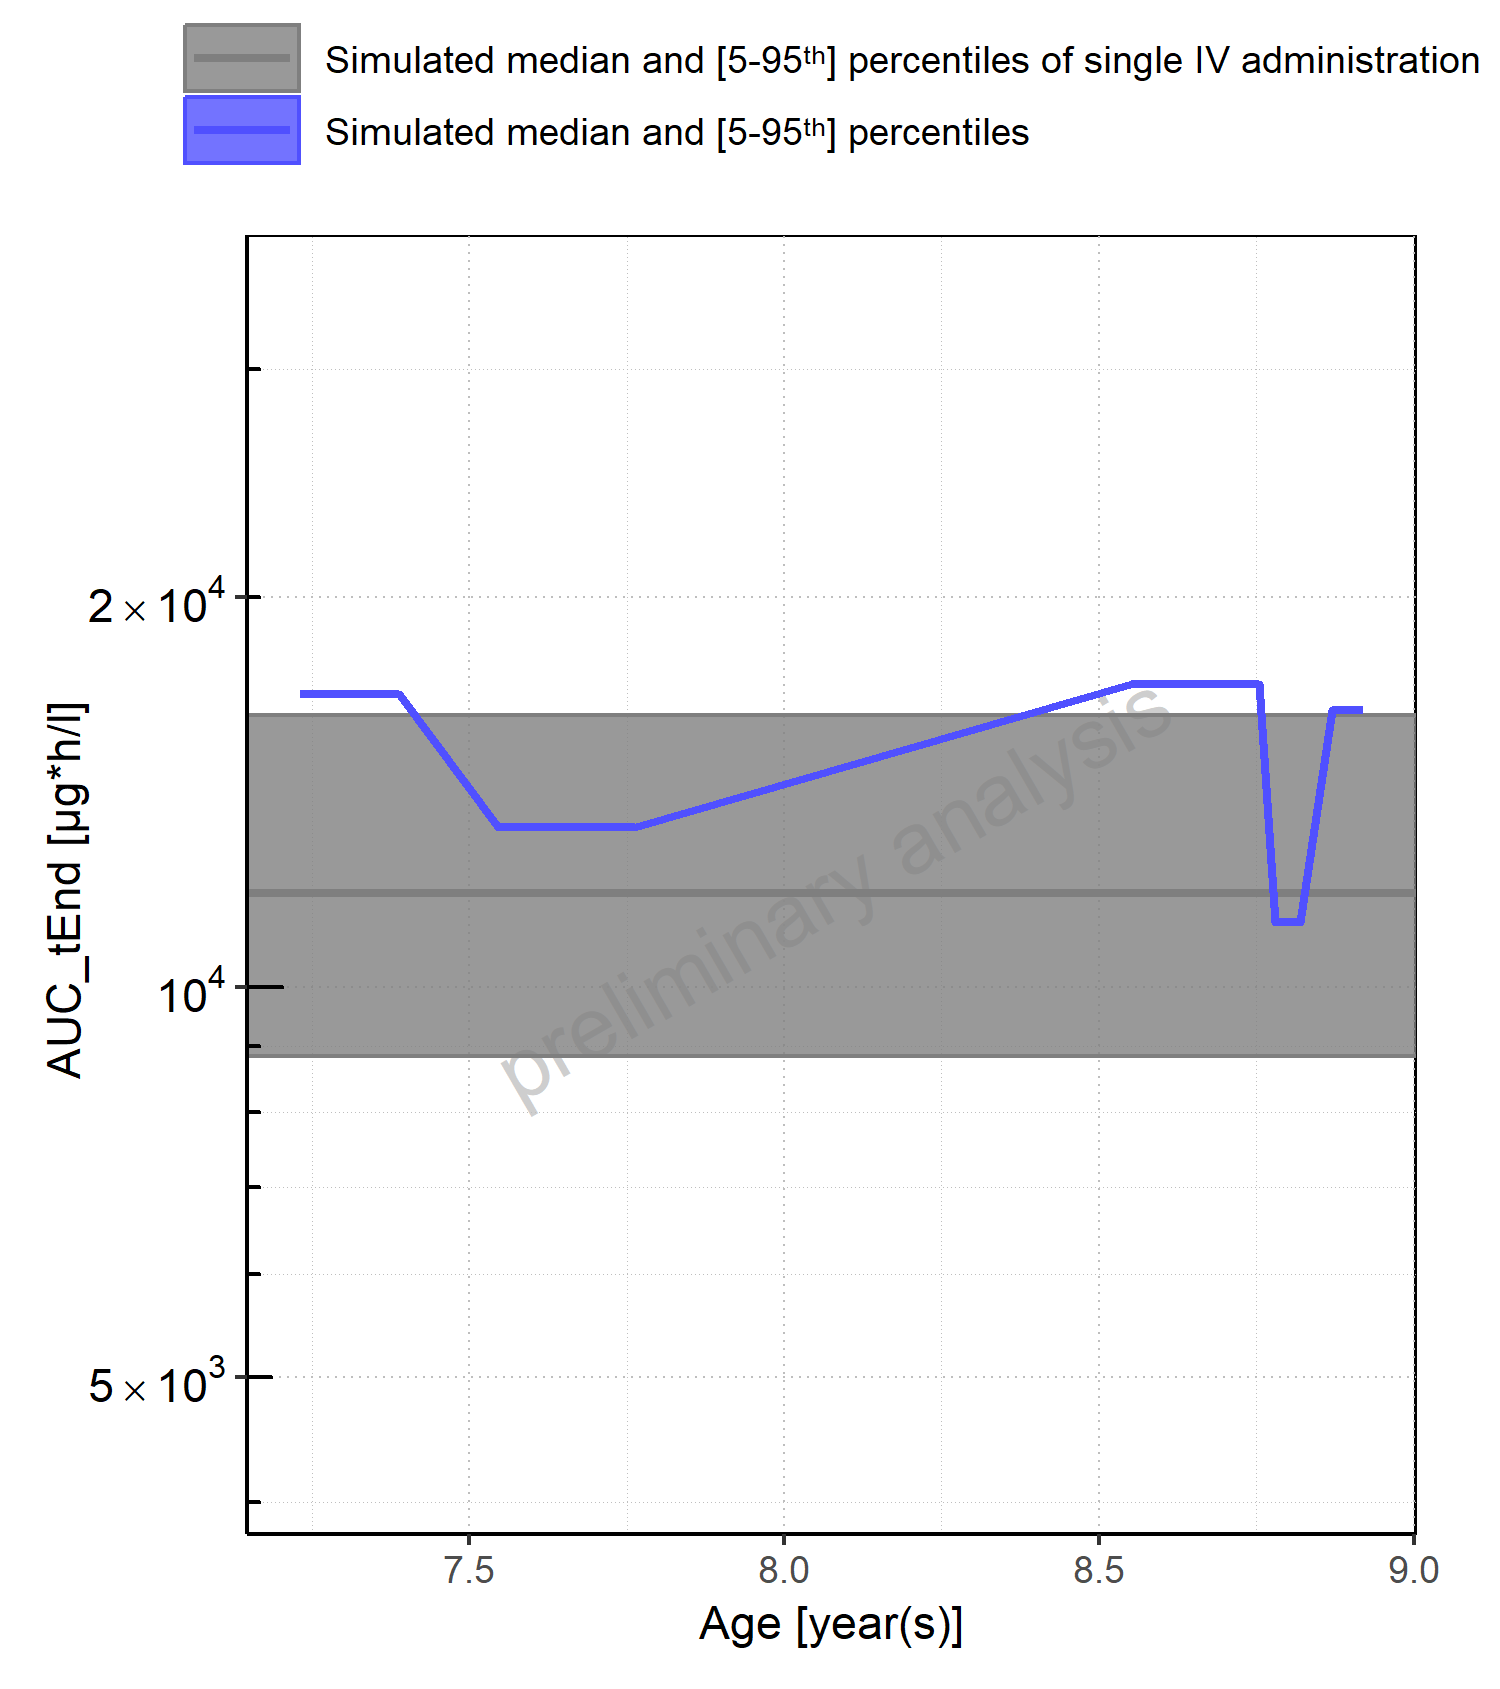 Simulated median and [5-95th] percentiles of single IV administration
Simulated median and [5-95th] percentiles
2 × 10^4
10^4
5 × 10^3
AUC_tEnd [µg*h/l]
preliminary analysis
7.5 8.0 8.5 9.0
Age [year(s)]